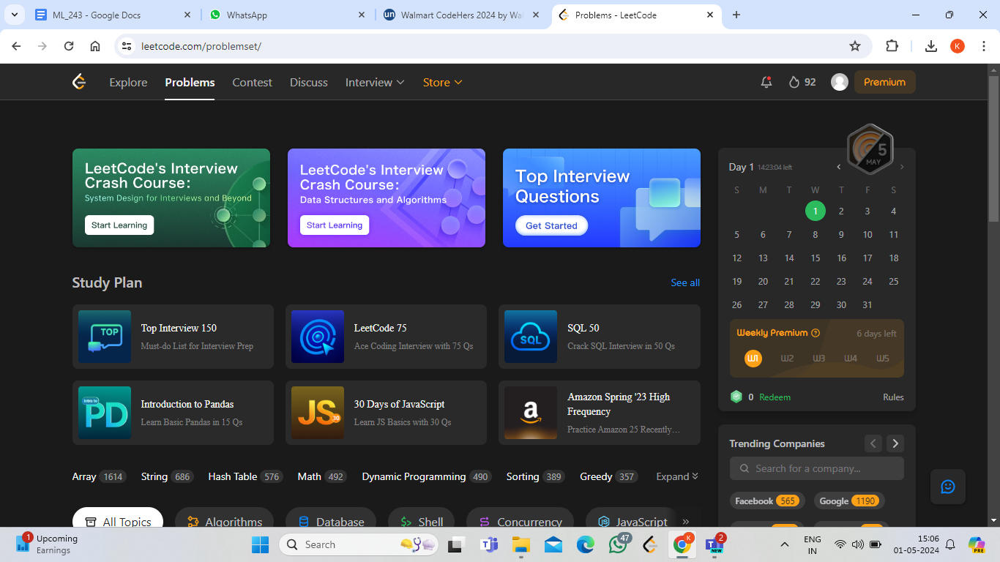 ML_243 - Google Docs
WhatsApp
un
Walmart CodeHers 2024 by Wal
Problems - LeetCode
leetcode.com/problemset/
K
Explore
Problems
Contest
Discuss
Interview
Store
92
Premium
LeetCode's Interview
Crash Course:
System Design for Interviews and Beyond
Start Learning
LeetCode's Interview
Crash Course:
Data Structures and Algorithms
Start Learning
Top Interview
Questions
Get Started
5
MAY
Day 1 14:23:04 left
S M T W T F S
1 2 3 4
5 6 7 8 9 10 11
12 13 14 15 16 17 18
19 20 21 22 23 24 25
26 27 28 29 30 31
Weekly Premium ? 6 days left
W1 W2 W3 W4 W5
0 Redeem Rules
Study Plan
See all
TOP
Top Interview 150
Must-do List for Interview Prep
LeetCode 75
Ace Coding Interview with 75 Qs
SQL
SQL 50
Crack SQL Interview in 50 Qs
Intro to
PD
Introduction to Pandas
Learn Basic Pandas in 15 Qs
JS
30
30 Days of JavaScript
Learn JS Basics with 30 Qs
a
Amazon Spring '23 High
Frequency
Practice Amazon 25 Recently…
Array 1614 String 686 Hash Table 576 Math 492 Dynamic Programming 490 Sorting 389 Greedy 357 Expand
All Topics Algorithms Database Shell Concurrency JavaScript
Trending Companies
Search for a company...
Facebook 565 Google 1190
1
Upcoming
Earnings
Search
47
K
2
NEW
ENG
IN
15:06
01-05-2024
PRE